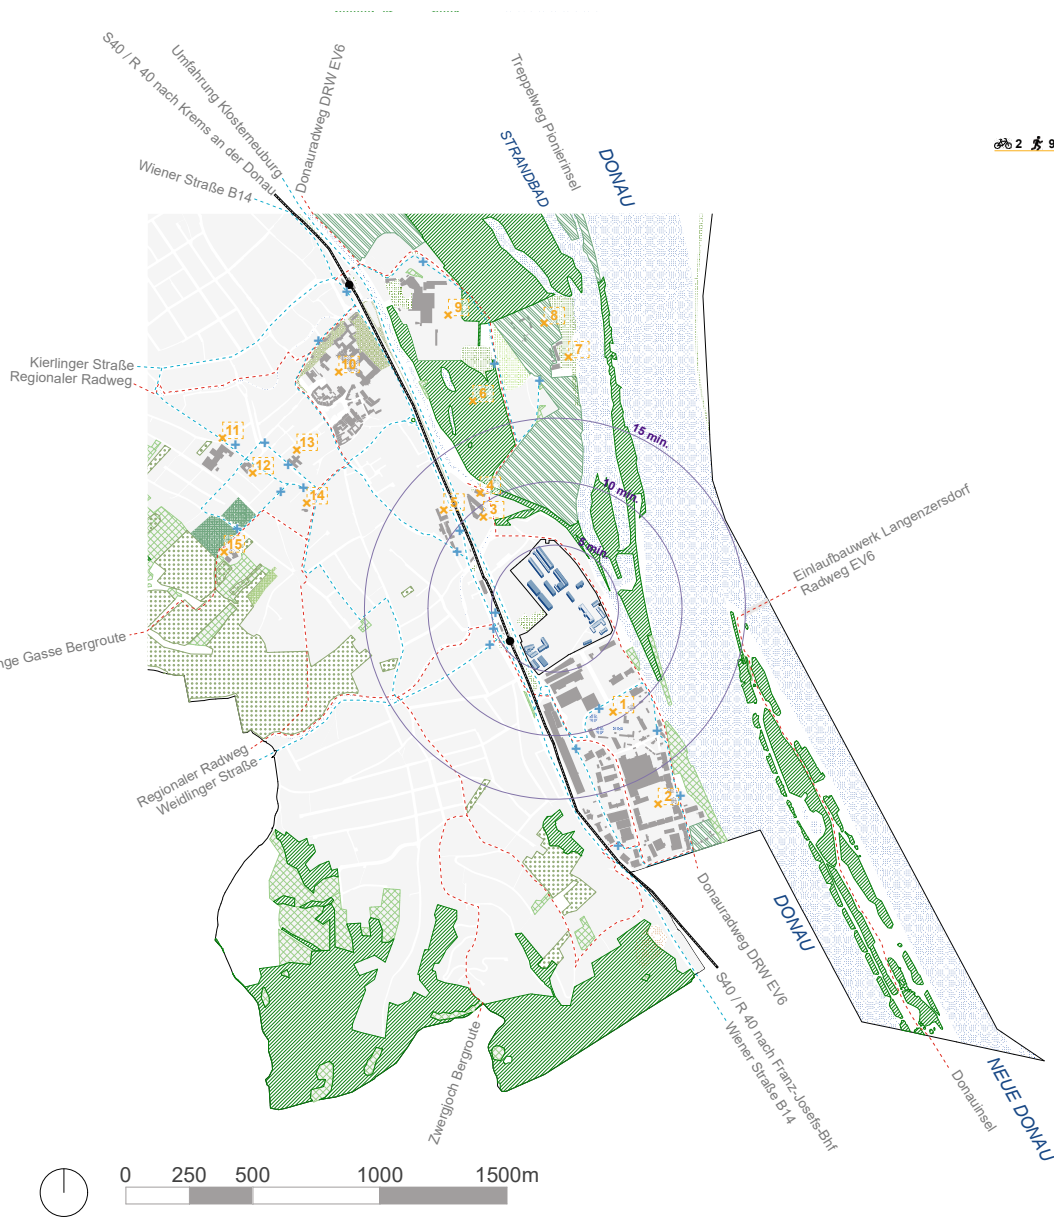 S40 / R 40 nach Krems an der Donau
Umfahrung Klosterneuburg
Donauradweg DRW EV6
Wiener Straße B14
Treppelweg Pionierinsel
STRANDBAD
DONAU
2 9
Kierlinger Straße
Regionaler Radweg
9
8
7
10
6
11
13
12
14
15
4
5
3
15 min.
10 min.
5 min.
Einlaufbauwerk Langenzersdorf
Radweg EV6
nge Gasse Bergroute
1
2
Regionaler Radweg
Weidlinger Straße
Donauradweg DRW EV6
DONAU
S40 / R 40 nach Franz-Josefs-Bhf
Wiener Straße B14
Zwergjoch Bergroute
Donauinsel
NEUE DONAU
0 250 500 1000 1500m